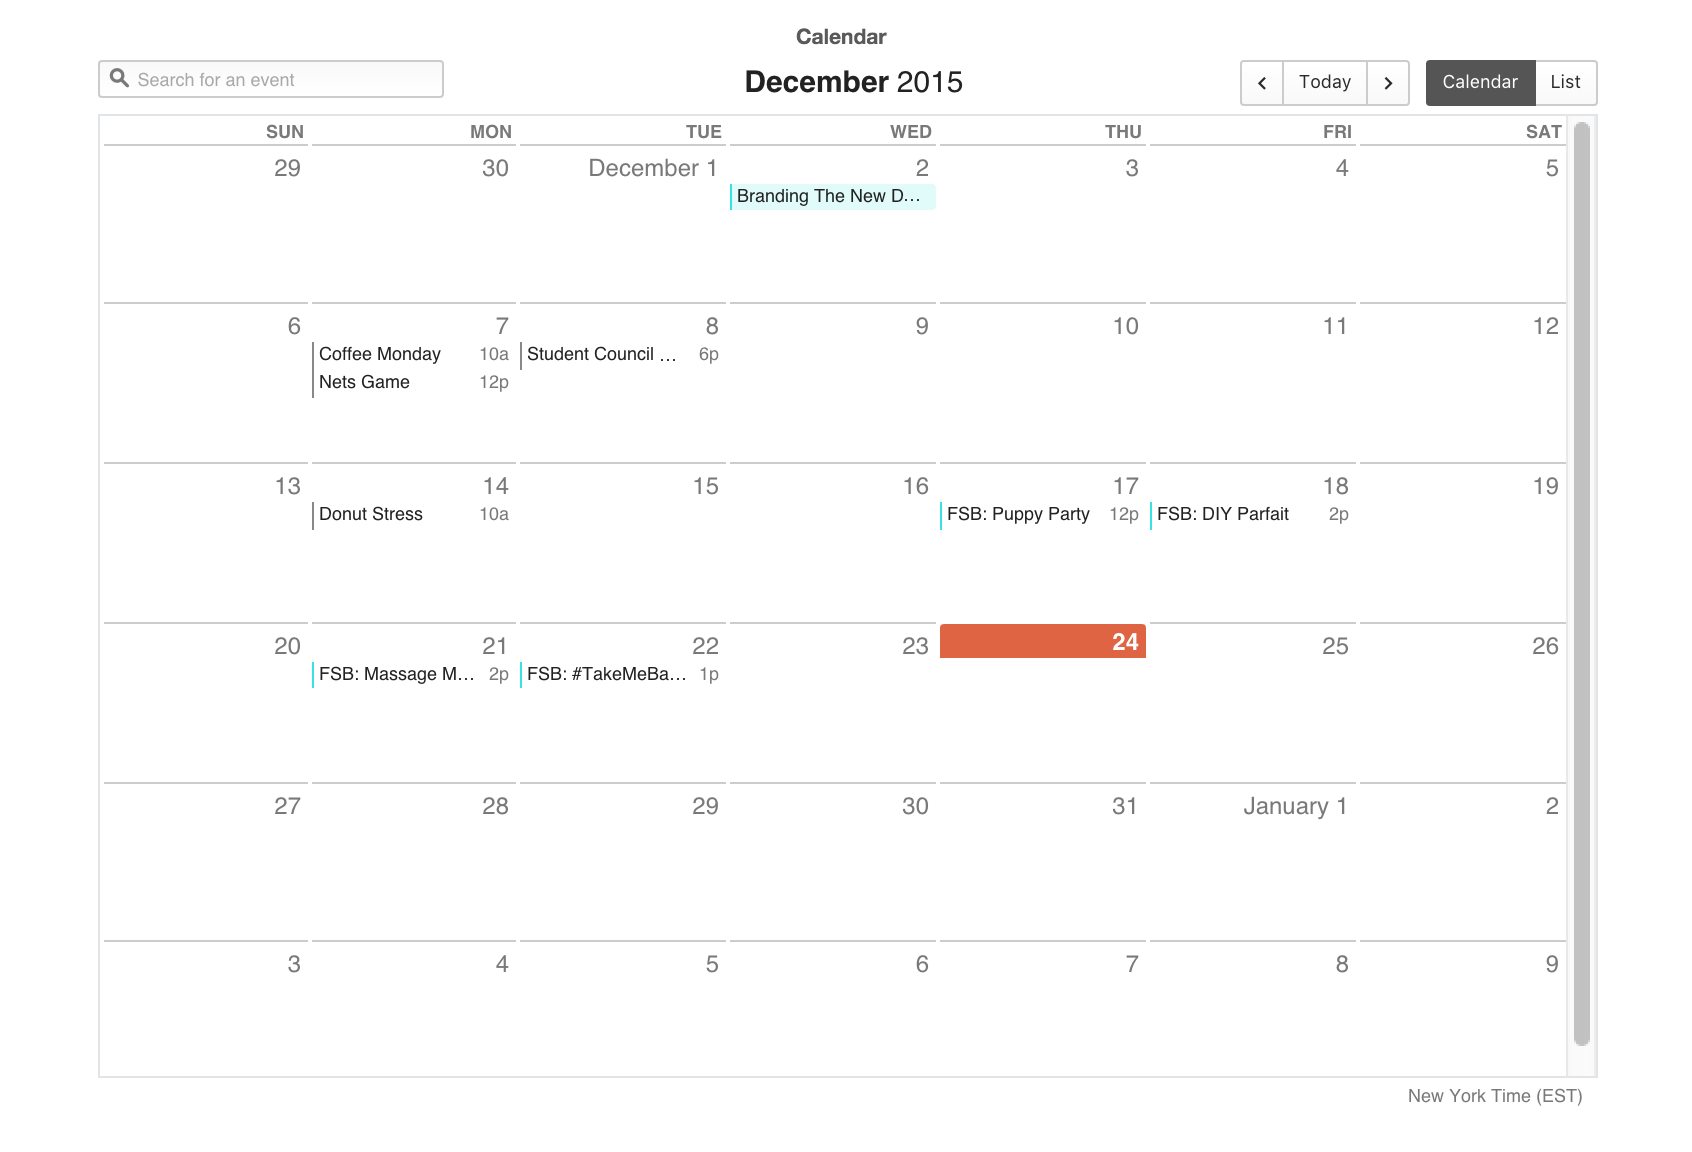 Calendar
Search for an event
December 2015
Today
Calendar
List
SUN MON TUE WED THU FRI SAT
29 30 December 1 2 3 4 5
Branding The New D…
6 7 8 9 10 11 12
Coffee Monday 10a Student Council … 6p
Nets Game 12p
13 14 15 16 17 18 19
Donut Stress 10a FSB: Puppy Party 12p FSB: DIY Parfait 2p
20 21 22 23 24 25 26
FSB: Massage M… 2p FSB: #TakeMeBa… 1p
27 28 29 30 31 January 1 2
3 4 5 6 7 8 9
New York Time (EST)